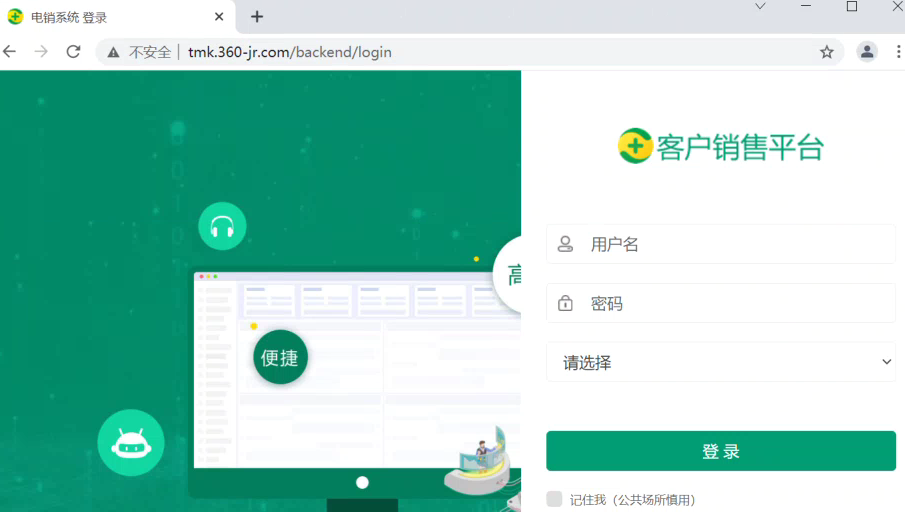 电销系统 登录
不安全 | tmk.360-jr.com/backend/login
客户销售平台
用户名
高
便捷
密码
请选择
登 录
记住我（公共场所慎用）